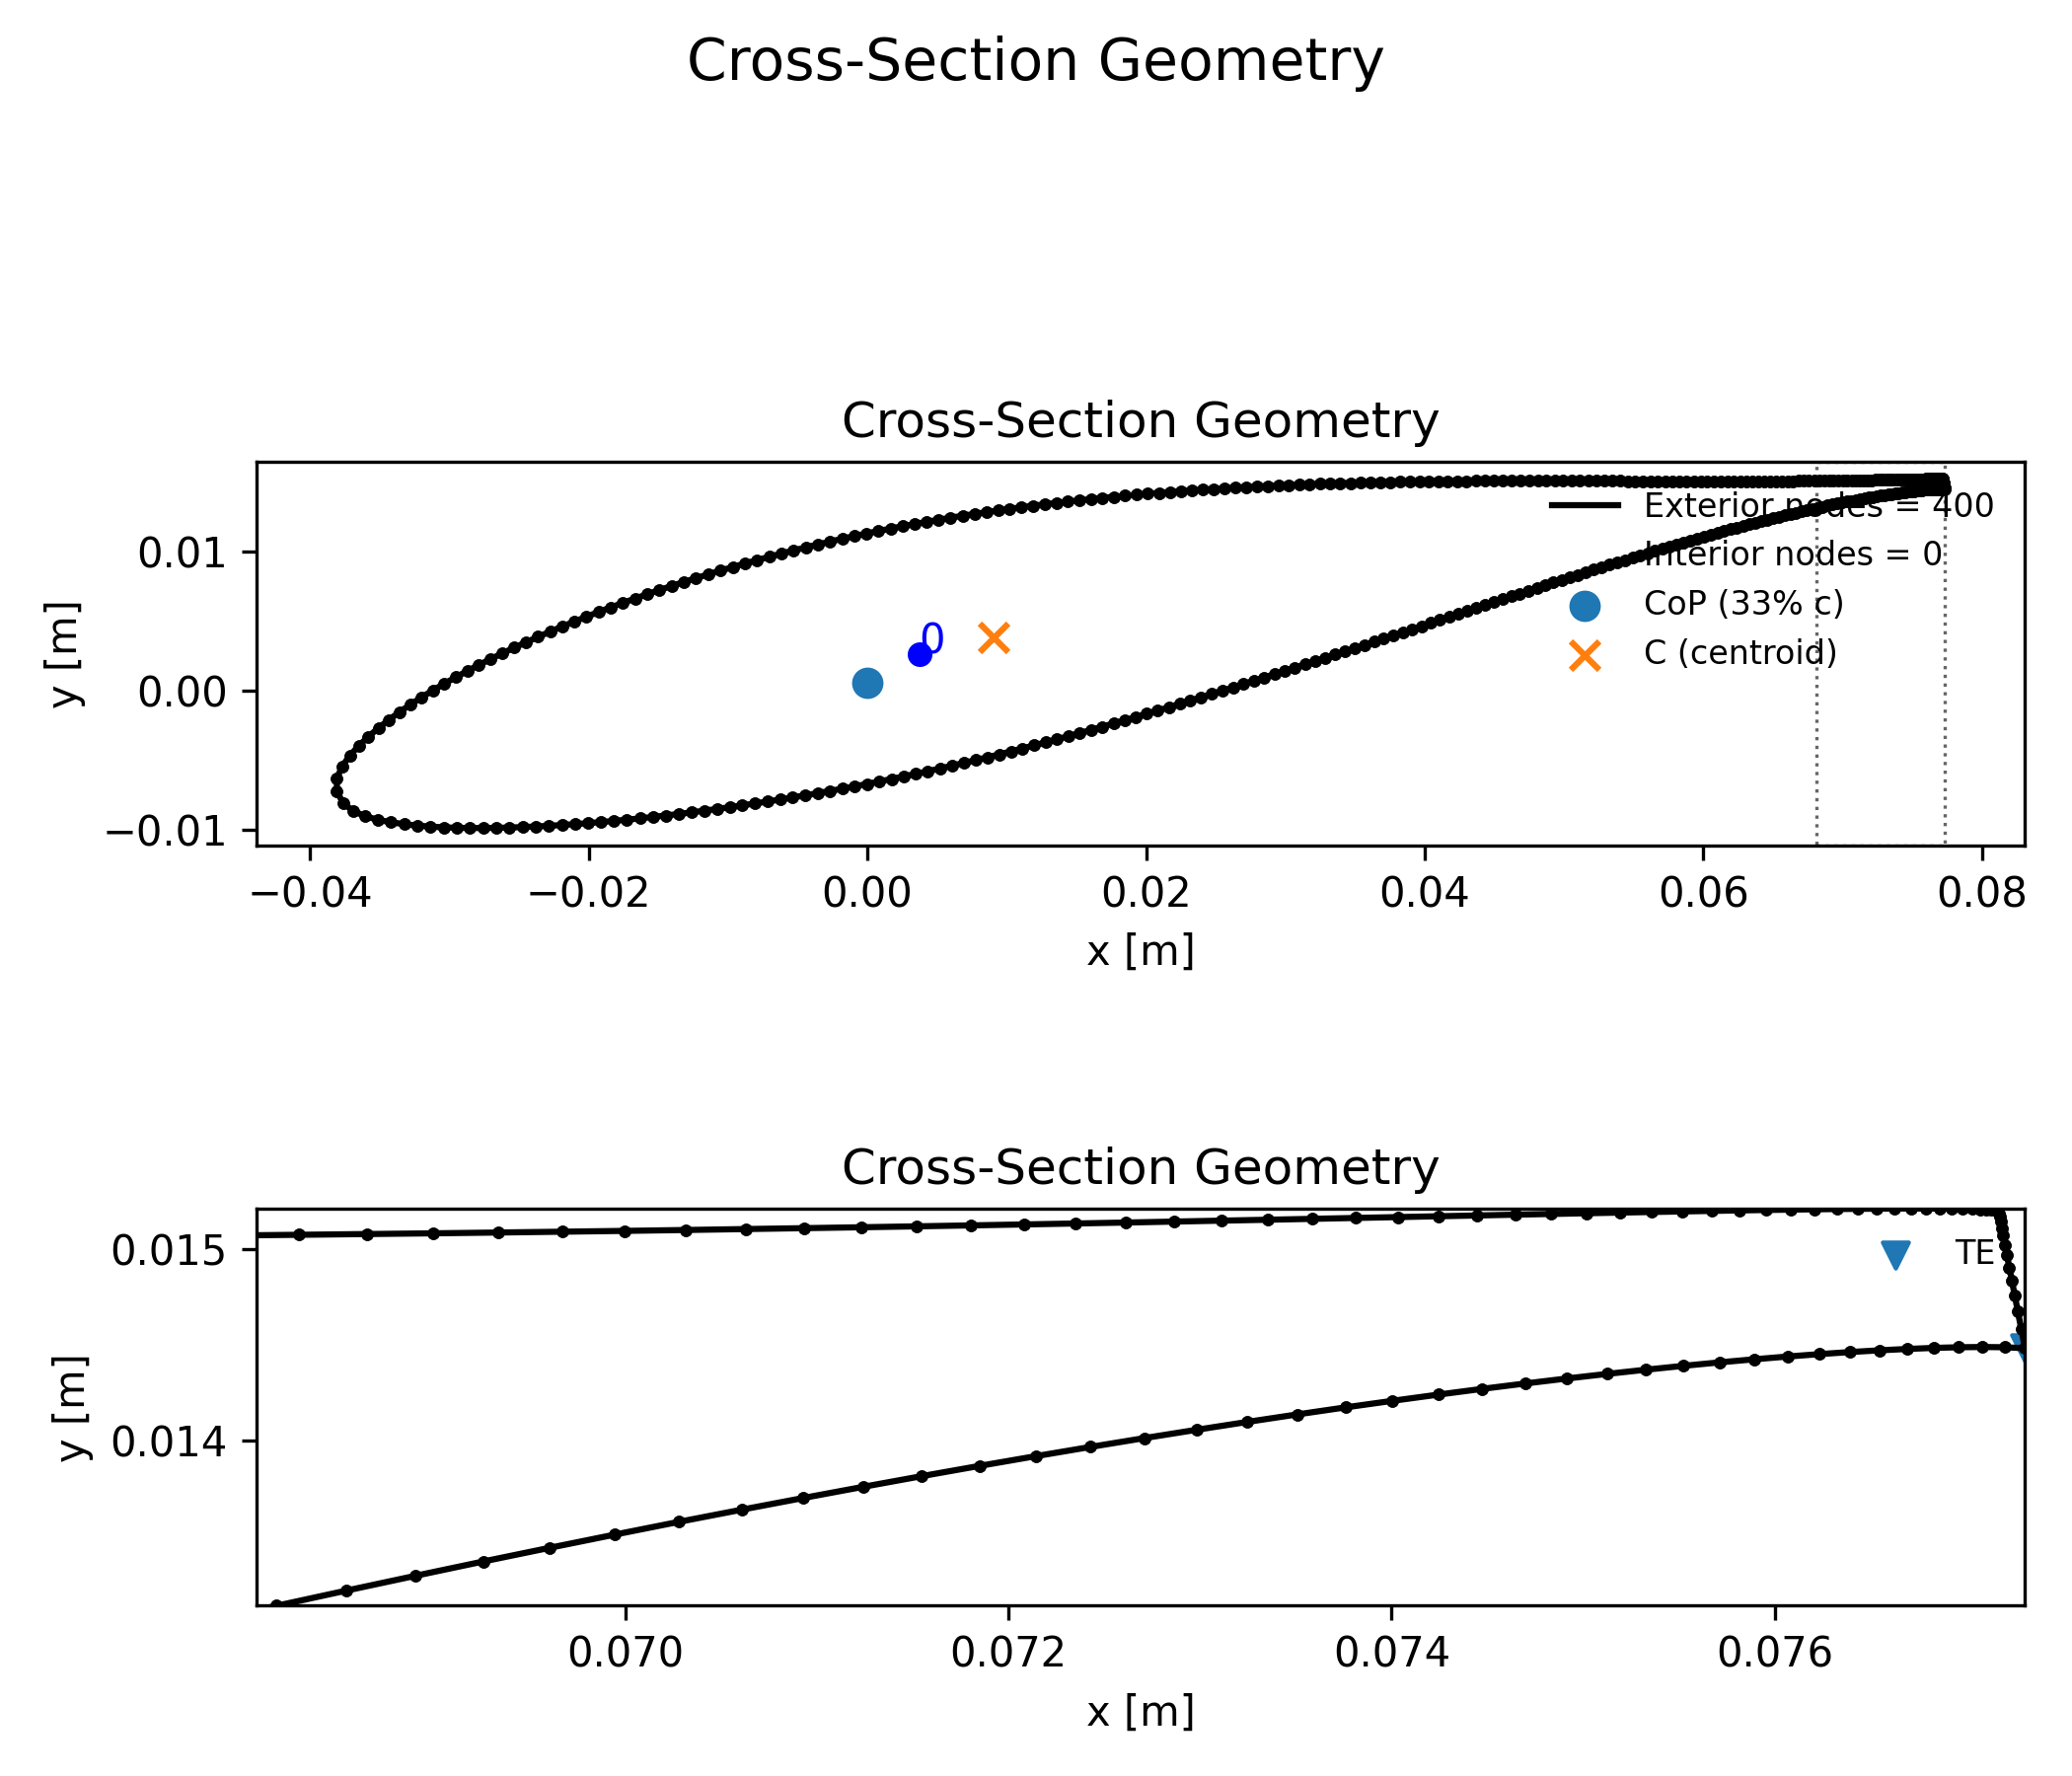 Cross-Section Geometry
Cross-Section Geometry
y [m]
0.01
0.00
−0.01
0
Exterior nodes = 400
Interior nodes = 0
CoP (33% c)
C (centroid)
−0.04 −0.02 0.00 0.02 0.04 0.06 0.08
x [m]
Cross-Section Geometry
y [m]
0.015
0.014
TE
0.070 0.072 0.074 0.076
x [m]